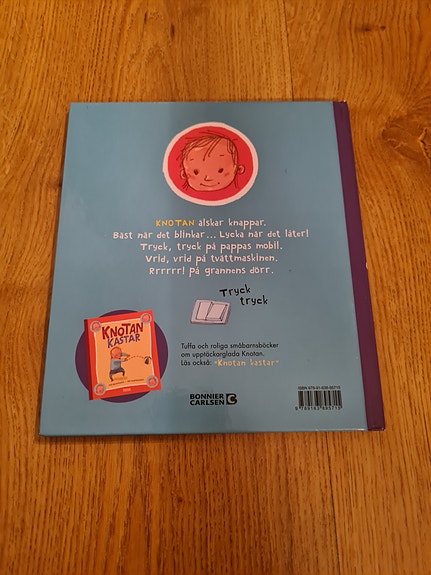 KNOTAN älskar knappar.
Bäst när det blinkar... Lycka när det låter!
Tryck, tryck på pappas mobil.
Vrid, vrid på tvättmaskinen.
Rrrrrr! på grannens dörr.
Tryck
tryck
KNOTAN
KASTAR
Tuffa och roliga småbarnsböcker
om upptäckarglada Knotan.
Läs också: "Knotan kastar"
BONNIER
CARLSEN